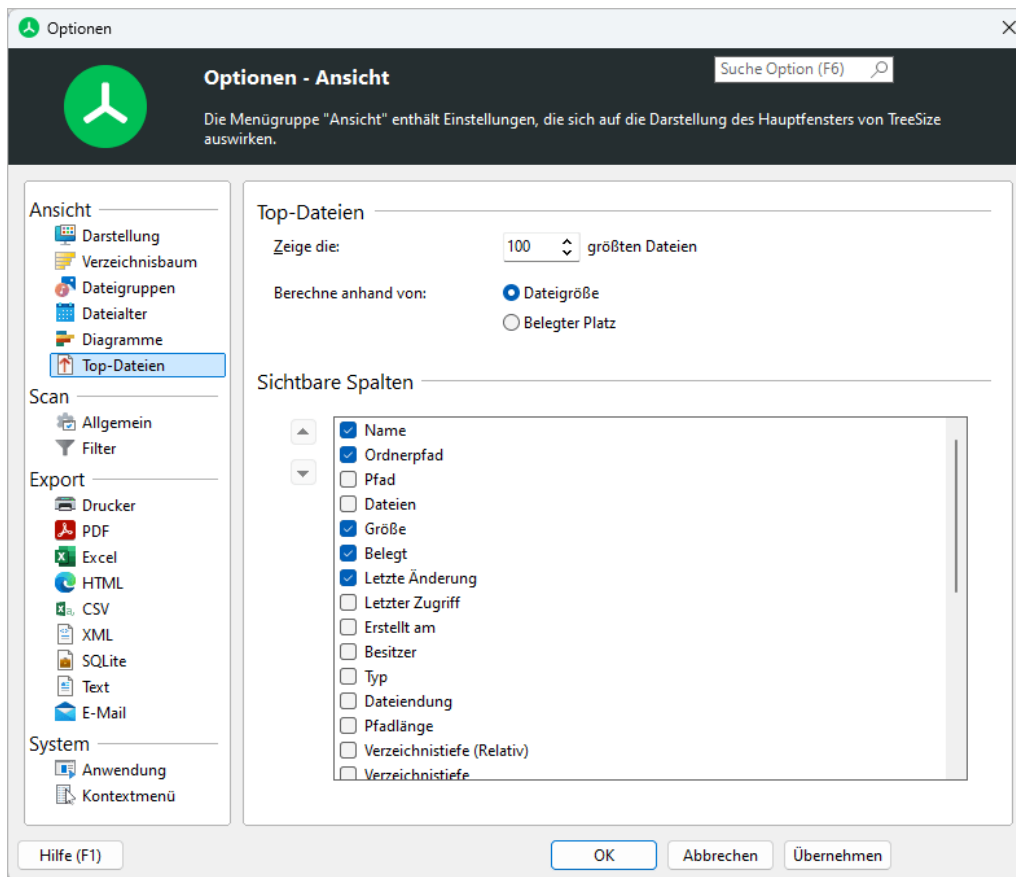 Optionen
Optionen - Ansicht
Suche Option (F6)
Die Menügruppe "Ansicht" enthält Einstellungen, die sich auf die Darstellung des Hauptfensters von TreeSize
auswirken.
Ansicht
Darstellung
Verzeichnisbaum
Dateigruppen
Dateialter
Diagramme
Top-Dateien
Scan
Allgemein
Filter
Export
Drucker
PDF
Excel
HTML
CSV
XML
SQLite
Text
E-Mail
System
Anwendung
Kontextmenü
Top-Dateien
Zeige die: 100 größten Dateien
Berechne anhand von: Dateigröße
Belegter Platz
Sichtbare Spalten
Name
Ordnerpfad
Pfad
Dateien
Größe
Belegt
Letzte Änderung
Letzter Zugriff
Erstellt am
Besitzer
Typ
Dateiendung
Pfadlänge
Verzeichnistiefe (Relativ)
Verzeichnistiefe
Hilfe (F1)
OK
Abbrechen
Übernehmen